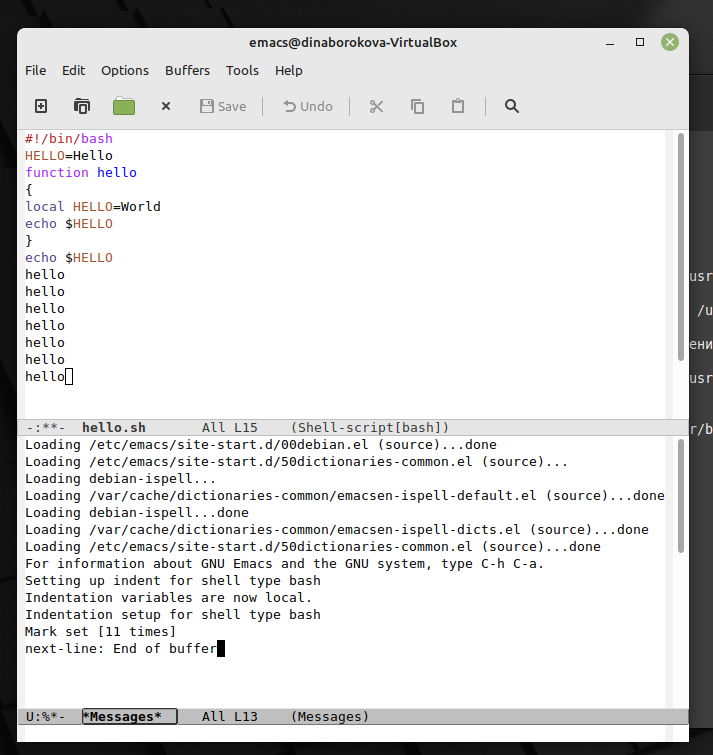 emacs@dinaborokova-VirtualBox
File Edit Options Buffers Tools Help
Save Undo
#!/bin/bash
HELLO=Hello
function hello
{
local HELLO=World
echo $HELLO
}
echo $HELLO
hello
hello
hello
hello
hello
hello
hello
-:**- hello.sh All L15 (Shell-script[bash])
Loading /etc/emacs/site-start.d/00debian.el (source)...done
Loading /etc/emacs/site-start.d/50dictionaries-common.el (source)...
Loading debian-ispell...
Loading /var/cache/dictionaries-common/emacsen-ispell-default.el (source)...done
Loading debian-ispell...done
Loading /var/cache/dictionaries-common/emacsen-ispell-dicts.el (source)...done
Loading /etc/emacs/site-start.d/50dictionaries-common.el (source)...done
For information about GNU Emacs and the GNU system, type C-h C-a.
Setting up indent for shell type bash
Indentation variables are now local.
Indentation setup for shell type bash
Mark set [11 times]
next-line: End of buffer
U:%*- *Messages* All L13 (Messages)
usr
/u
ени
usr
r/b